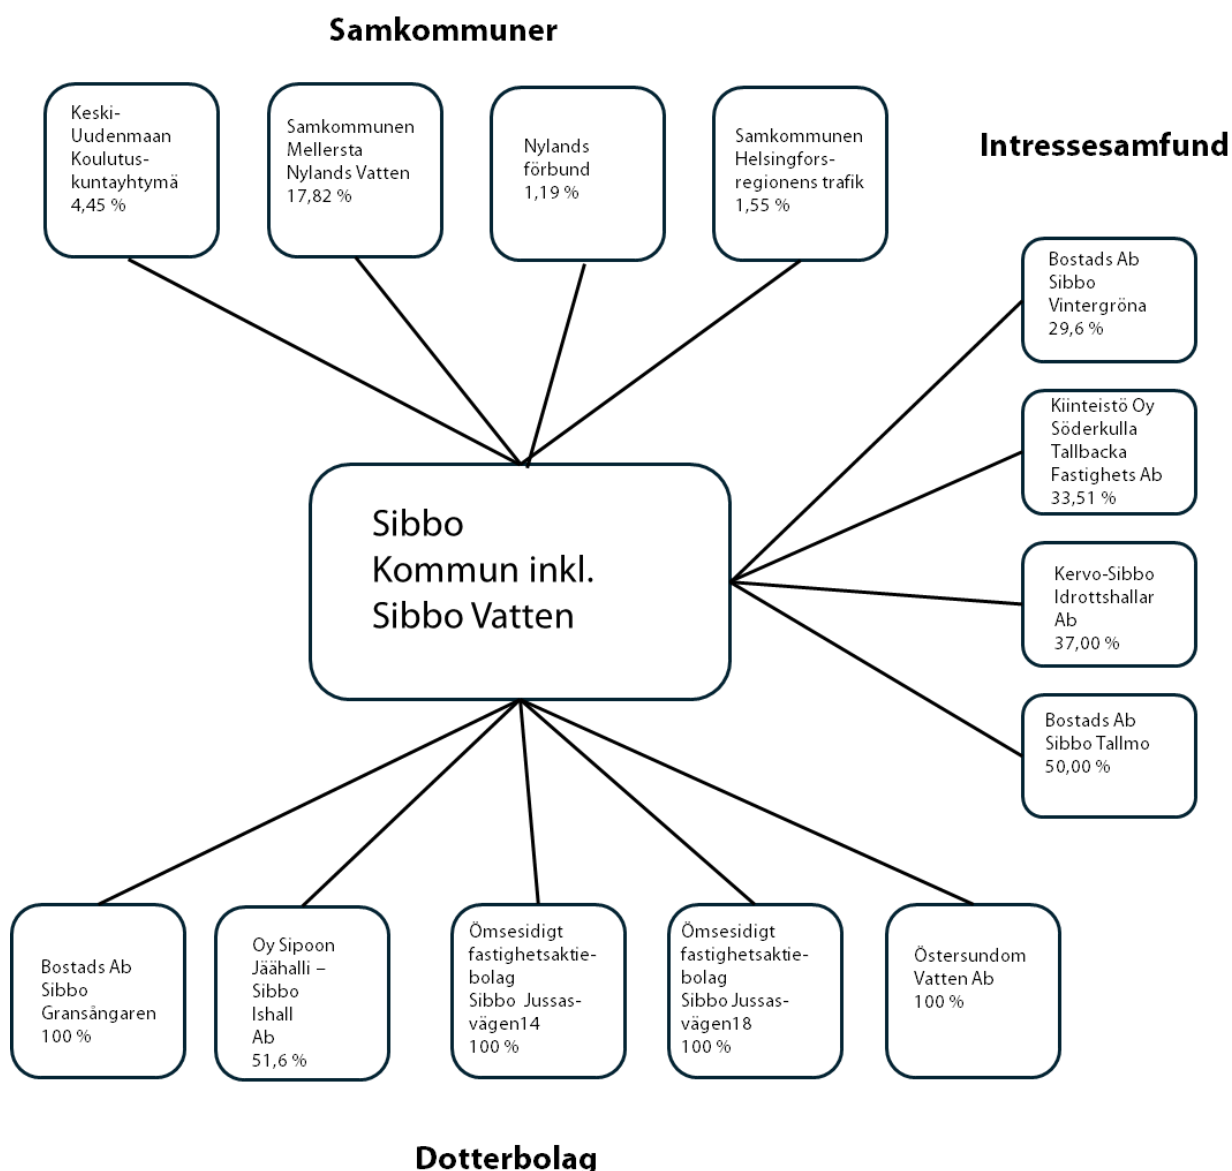 Samkommuner
Keski-
Uudenmaan
Koulutus-
kuntayhtymä
4,45 %
Samkommunen
Mellersta
Nylands Vatten
17,82 %
Nylands
förbund
1,19 %
Samkommunen
Helsingfors-
regionens trafik
1,55 %
Intressesamfund
Bostads Ab
Sibbo
Vintergröna
29,6 %
Kiinteistö Oy
Söderkulla
Tallbacka
Fastighets Ab
33,51 %
Kervo-Sibbo
Idrottshallar
Ab
37,00 %
Bostads Ab
Sibbo Tallmo
50,00 %
Sibbo
Kommun inkl.
Sibbo Vatten
Bostads Ab
Sibbo
Gransångaren
100 %
Oy Sipoon
Jäähalli –
Sibbo
Ishall
Ab
51,6 %
Ömsesidigt
fastighetsaktie-
bolag
Sibbo Jussas-
vägen14
100 %
Ömsesidigt
fastighetsaktie-
bolag
Sibbo Jussas-
vägen18
100 %
Östersundom
Vatten Ab
100 %
Dotterbolag